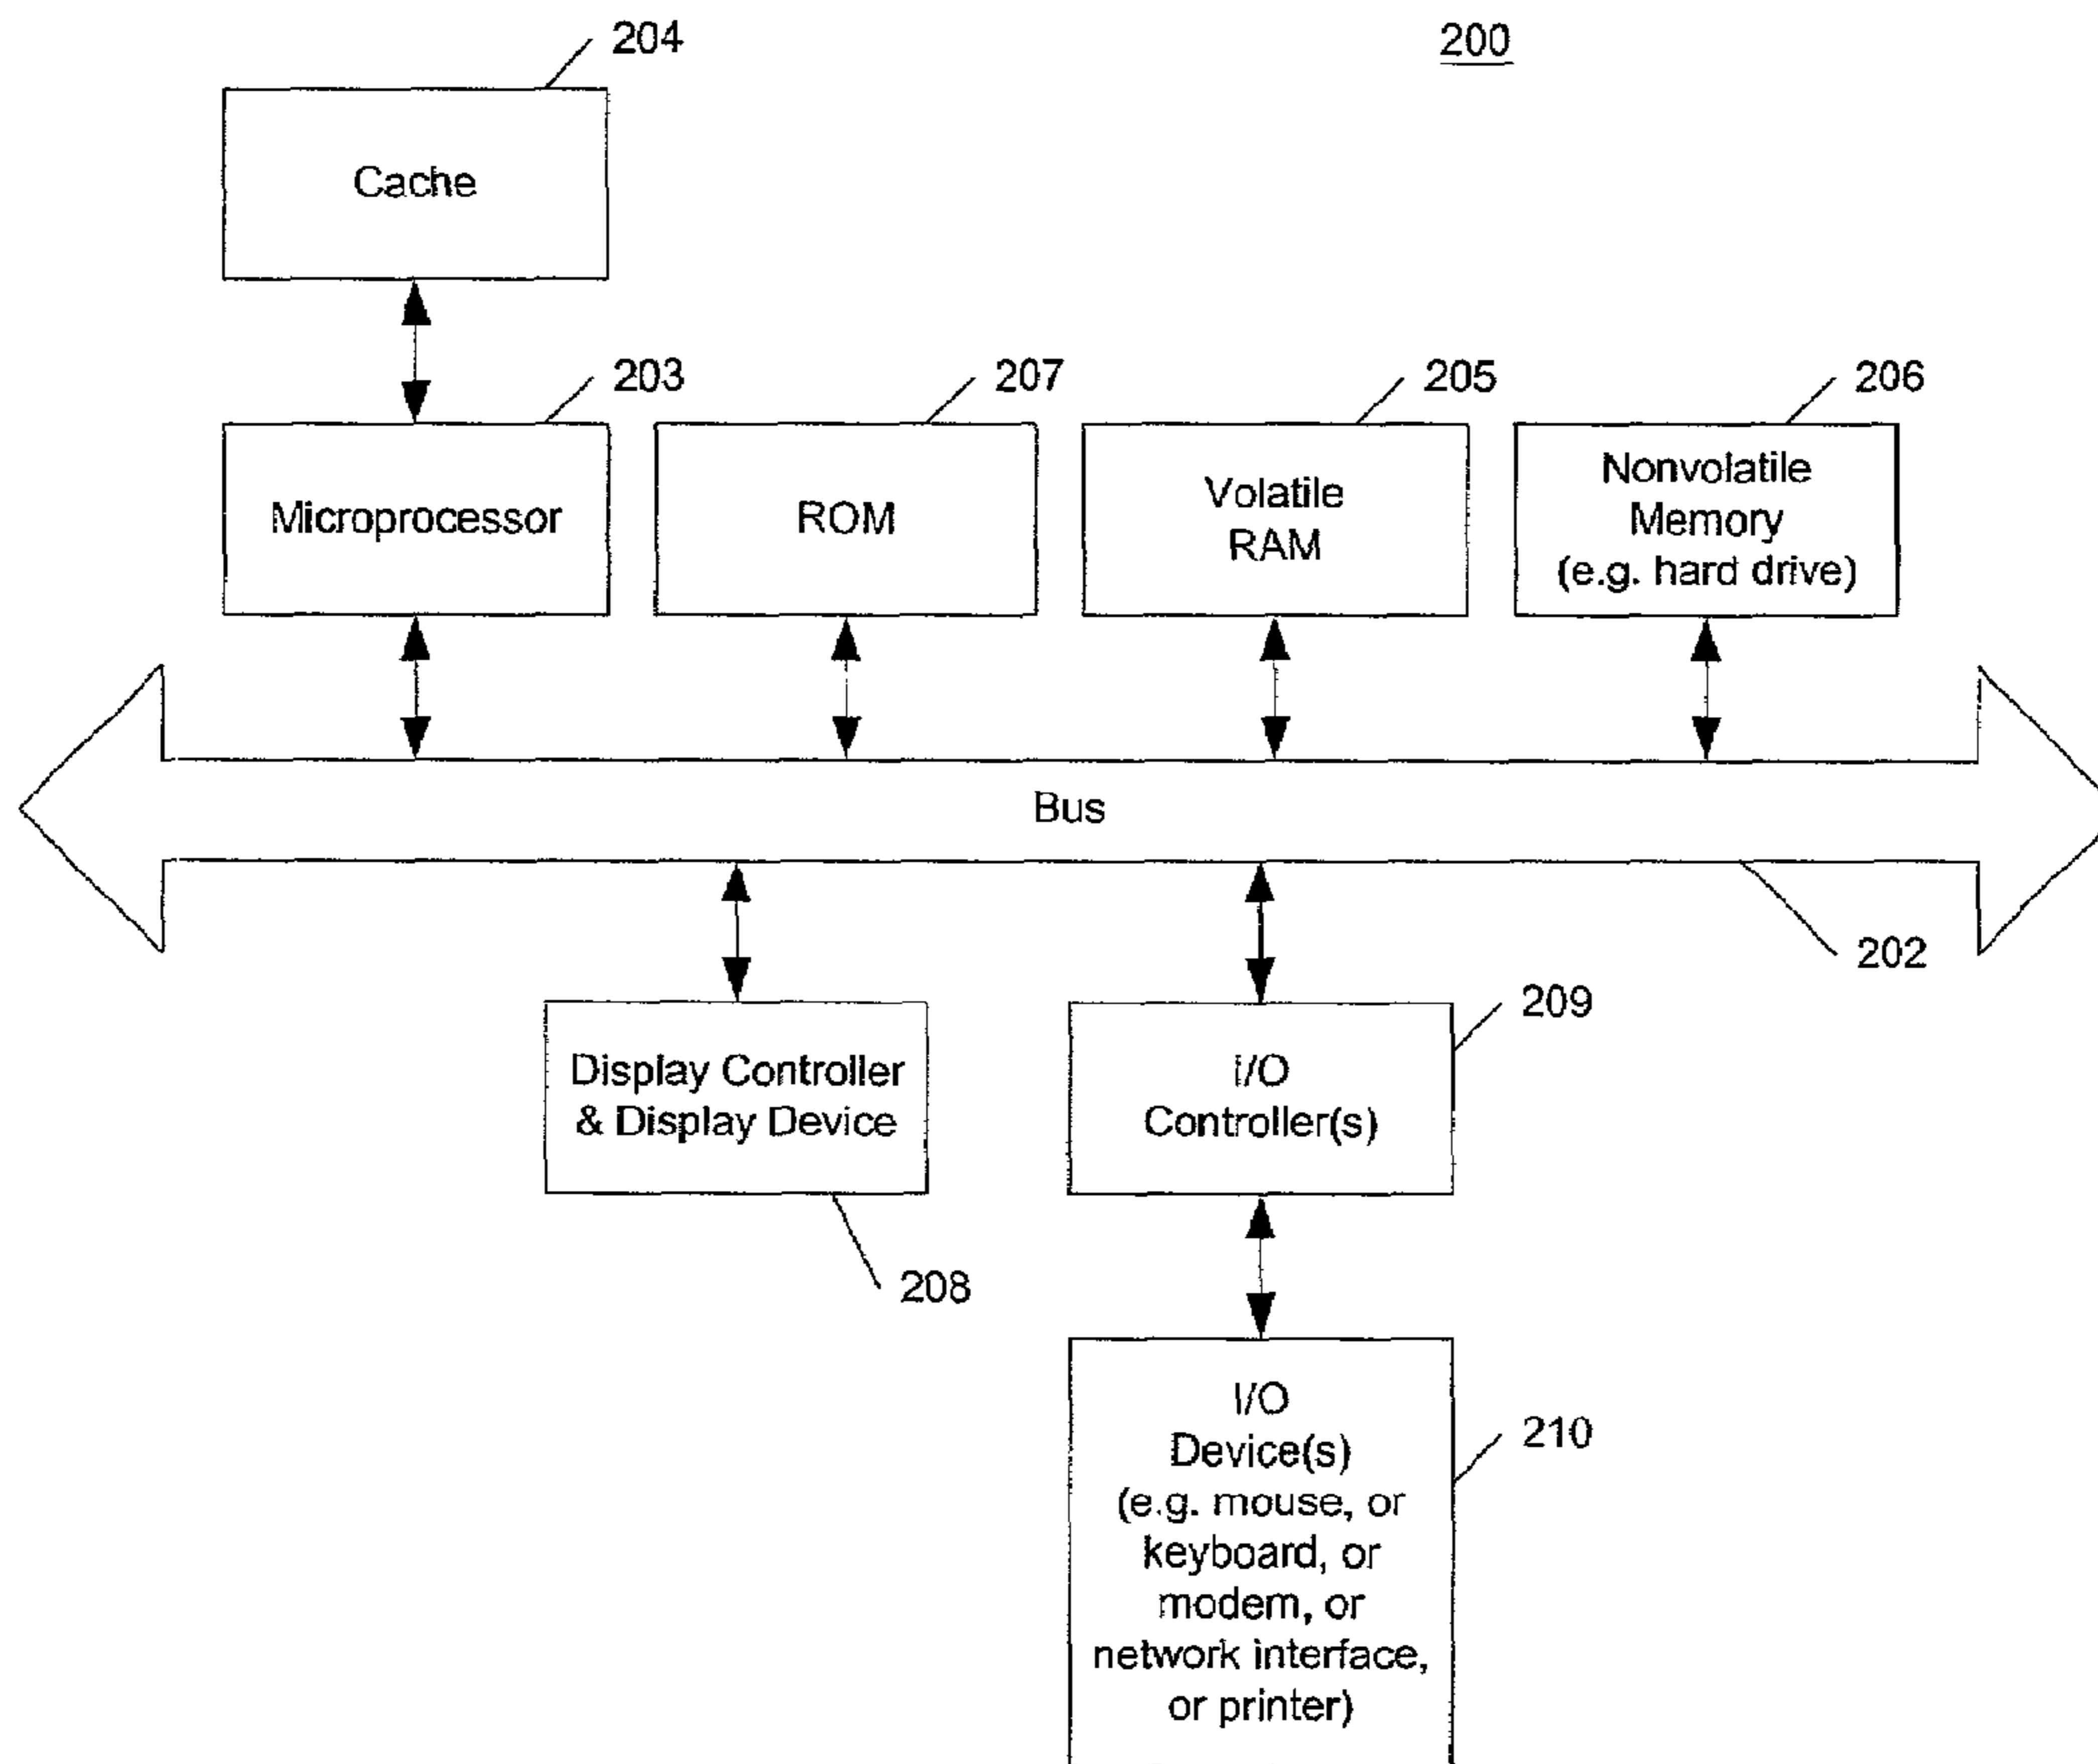 204
200
Cache
203
207
205
206
Microprocessor
ROM
Volatile
RAM
Nonvolatile
Memory
(e.g. hard drive)
Bus
202
Display Controller
& Display Device
208
I/O
Controller(s)
209
I/O
Device(s)
(e.g. mouse, or
keyboard, or
modem, or
network interface,
or printer)
210